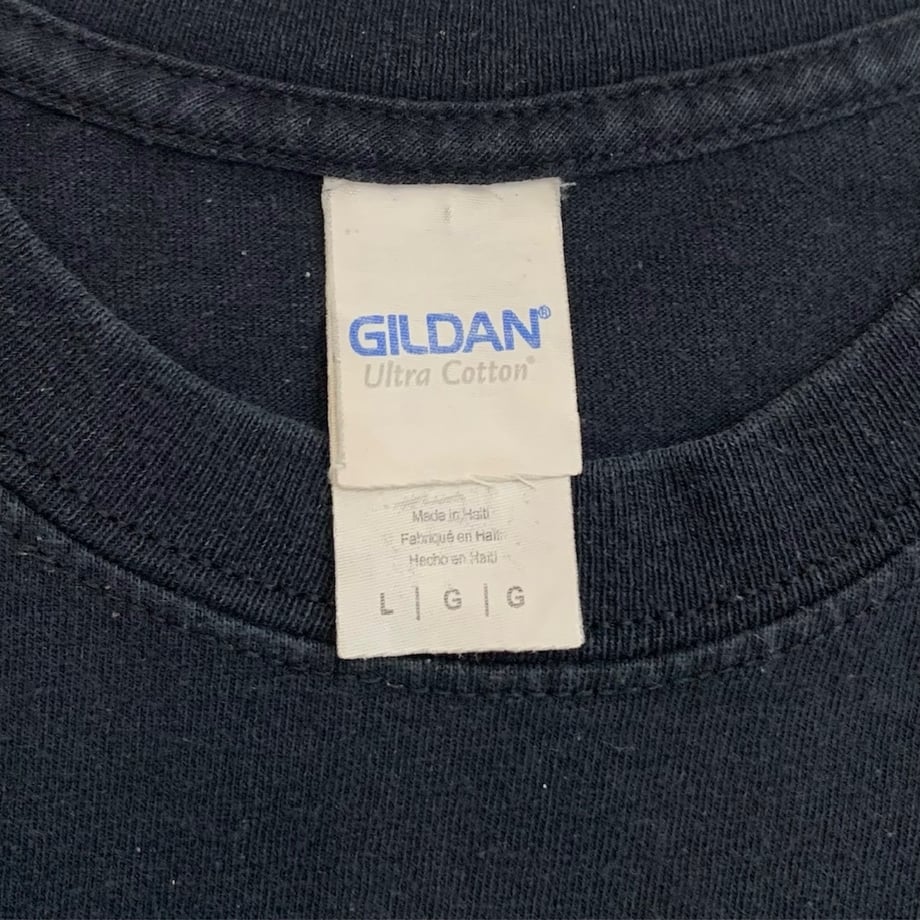 GILDAN®
Ultra Cotton®
Made in Haiti
Fabriqué en Haïti
Hecho en Haití
L | G | G